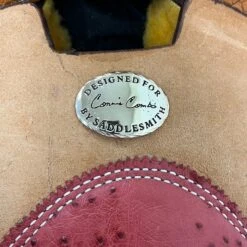 DESIGNED FOR
Connie Combs
BY SADDLESMITH